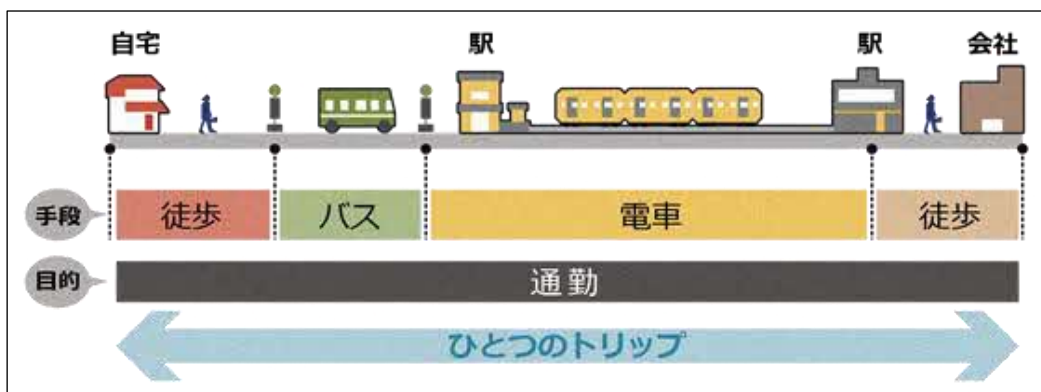 自宅 駅 駅 会社
手段 徒歩 バス 電車 徒歩
目的 通勤
ひとつのトリップ